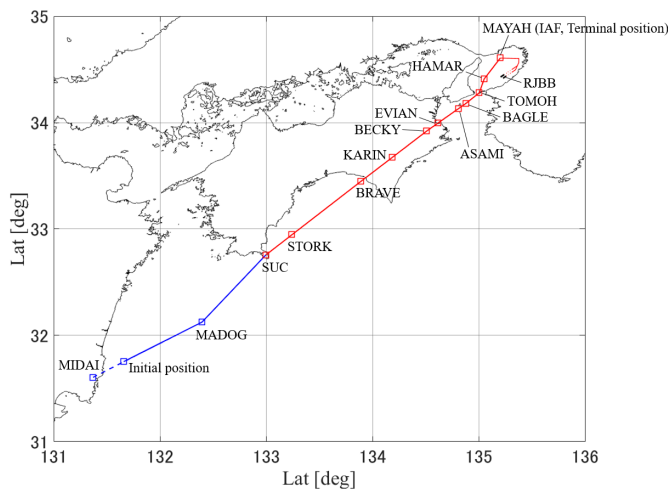 35
MAYAH (IAF, Terminal position)
HAMAR
RJBB
TOMOH
EVIAN
BAGLE
34
BECKY
KARIN
ASAMI
BRAVE
Lat [deg]
33
STORK
SUC
32
MADOG
MIDAI
Initial position
31
131
132
133
134
135
136
Lat [deg]